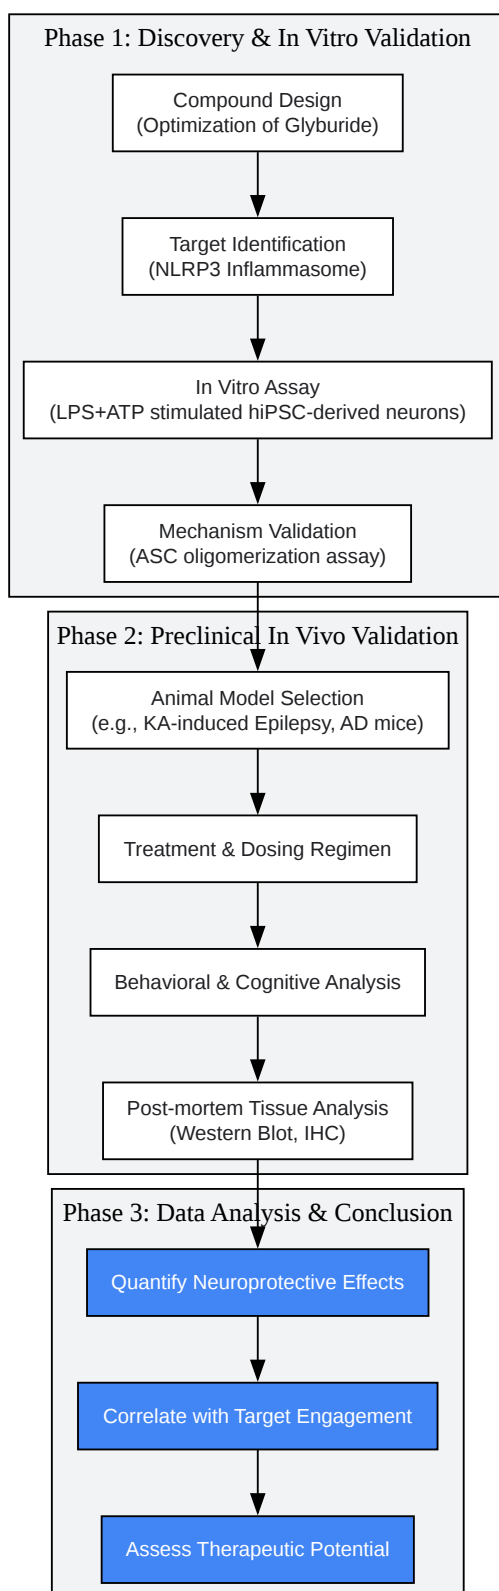 Phase 1: Discovery & In Vitro Validation
Compound Design
(Optimization of Glyburide)
Target Identification
(NLRP3 Inflammasome)
In Vitro Assay
(LPS+ATP stimulated hiPSC-derived neurons)
Mechanism Validation
(ASC oligomerization assay)
Phase 2: Preclinical In Vivo Validation
Animal Model Selection
(e.g., KA-induced Epilepsy, AD mice)
Treatment & Dosing Regimen
Behavioral & Cognitive Analysis
Post-mortem Tissue Analysis
(Western Blot, IHC)
Phase 3: Data Analysis & Conclusion
Quantify Neuroprotective Effects
Correlate with Target Engagement
Assess Therapeutic Potential